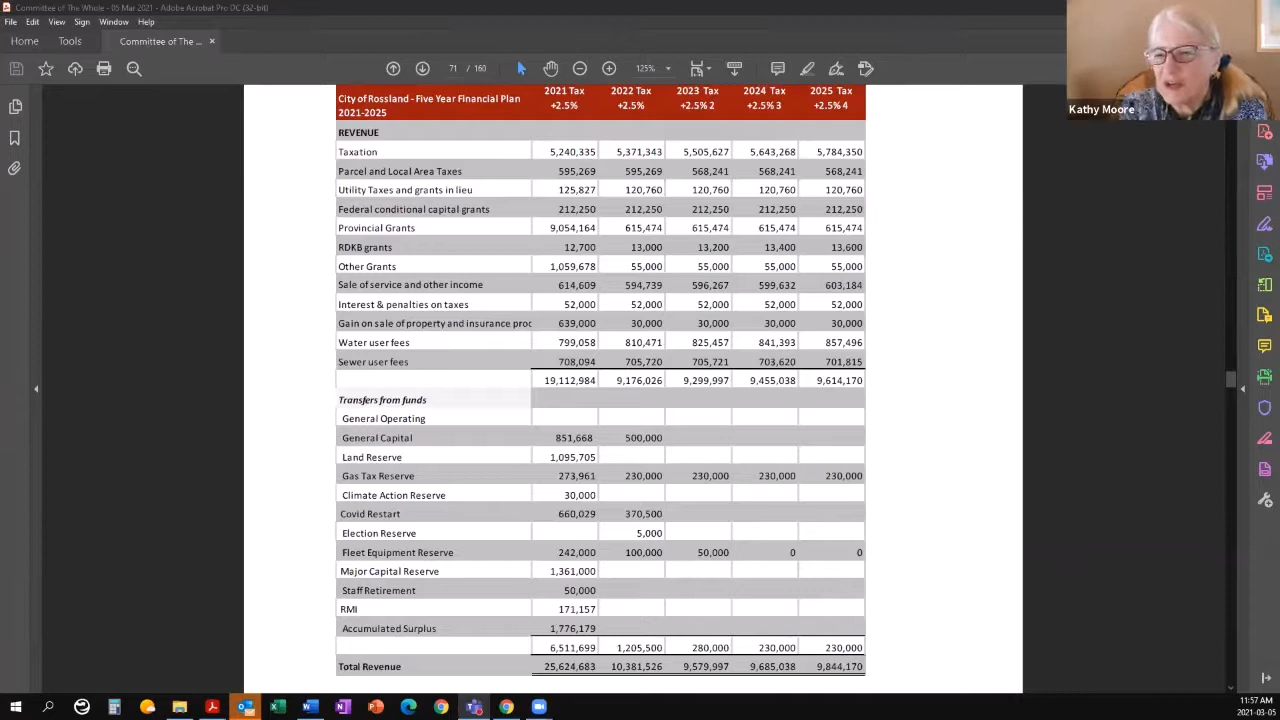 Committee of The Whole - 05 Mar 2021 - Adobe Acrobat Pro DC (32-bit)
File Edit View Sign Window Help
Home Tools Committee of The ... ×
71 / 160 125%
Kathy Moore
City of Rossland - Five Year Financial Plan 2021 Tax 2022 Tax 2023 Tax 2024 Tax 2025 Tax
2021-2025 +2.5% +2.5% +2.5% 2 +2.5% 3 +2.5% 4
REVENUE
Taxation 5,240,335 5,371,343 5,505,627 5,643,268 5,784,350
Parcel and Local Area Taxes 595,269 595,269 568,241 568,241 568,241
Utility Taxes and grants in lieu 125,827 120,760 120,760 120,760 120,760
Federal conditional capital grants 212,250 212,250 212,250 212,250 212,250
Provincial Grants 9,054,164 615,474 615,474 615,474 615,474
RDKB grants 12,700 13,000 13,200 13,400 13,600
Other Grants 1,059,678 55,000 55,000 55,000 55,000
Sale of service and other income 614,609 594,739 596,267 599,632 603,184
Interest & penalties on taxes 52,000 52,000 52,000 52,000 52,000
Gain on sale of property and insurance proc 639,000 30,000 30,000 30,000 30,000
Water user fees 799,058 810,471 825,457 841,393 857,496
Sewer user fees 708,094 705,720 705,721 703,620 701,815
19,112,984 9,176,026 9,299,997 9,455,038 9,614,170
Transfers from funds
General Operating
General Capital 851,668 500,000
Land Reserve 1,095,705
Gas Tax Reserve 273,961 230,000 230,000 230,000 230,000
Climate Action Reserve 30,000
Covid Restart 660,029 370,500
Election Reserve 5,000
Fleet Equipment Reserve 242,000 100,000 50,000 0 0
Major Capital Reserve 1,361,000
Staff Retirement 50,000
RMI 171,157
Accumulated Surplus 1,776,179
6,511,699 1,205,500 280,000 230,000 230,000
Total Revenue 25,624,683 10,381,526 9,579,997 9,685,038 9,844,170
11:57 AM
2021-03-05